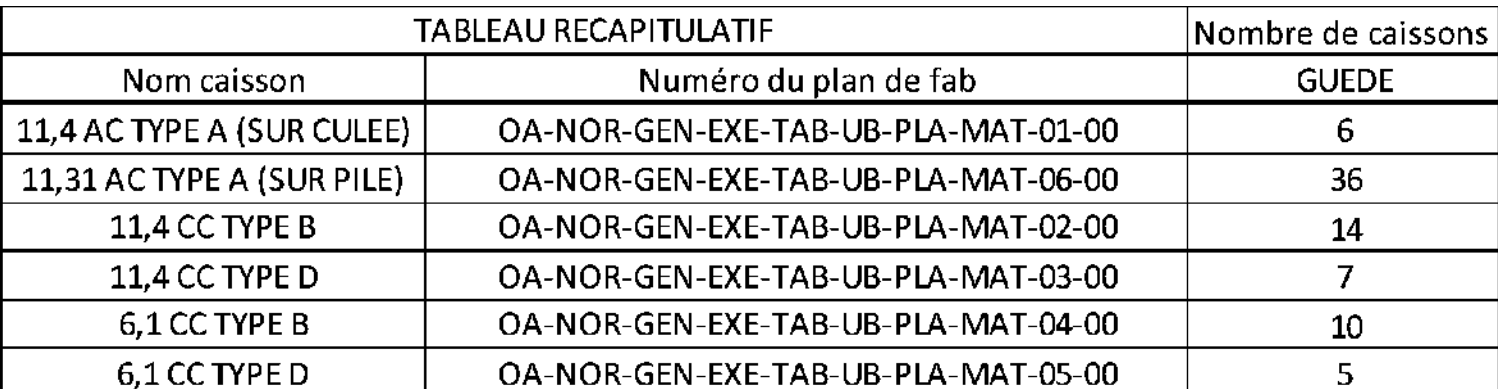 TABLEAU RECAPITULATIF Nombre de caissons
Nom caisson Numéro du plan de fab GUEDE
11,4 AC TYPE A (SUR CULEE) OA-NOR-GEN-EXE-TAB-UB-PLA-MAT-01-00 6
11,31 AC TYPE A (SUR PILE) OA-NOR-GEN-EXE-TAB-UB-PLA-MAT-06-00 36
11,4 CC TYPE B OA-NOR-GEN-EXE-TAB-UB-PLA-MAT-02-00 14
11,4 CC TYPE D OA-NOR-GEN-EXE-TAB-UB-PLA-MAT-03-00 7
6,1 CC TYPE B OA-NOR-GEN-EXE-TAB-UB-PLA-MAT-04-00 10
6,1 CC TYPE D OA-NOR-GEN-EXE-TAB-UB-PLA-MAT-05-00 5